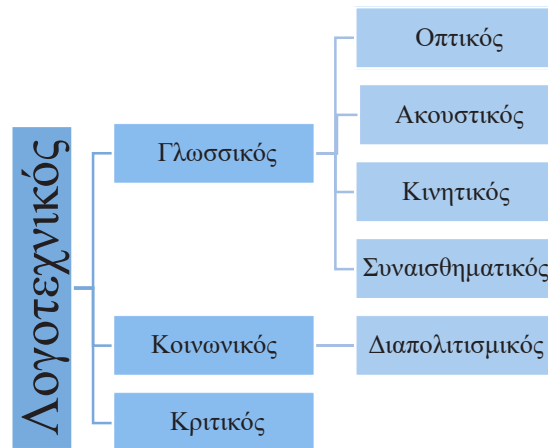 Λογοτεχνικός
Γλωσσικός
Οπτικός
Ακουστικός
Κινητικός
Συναισθηματικός
Κοινωνικός
Διαπολιτισμικός
Κριτικός